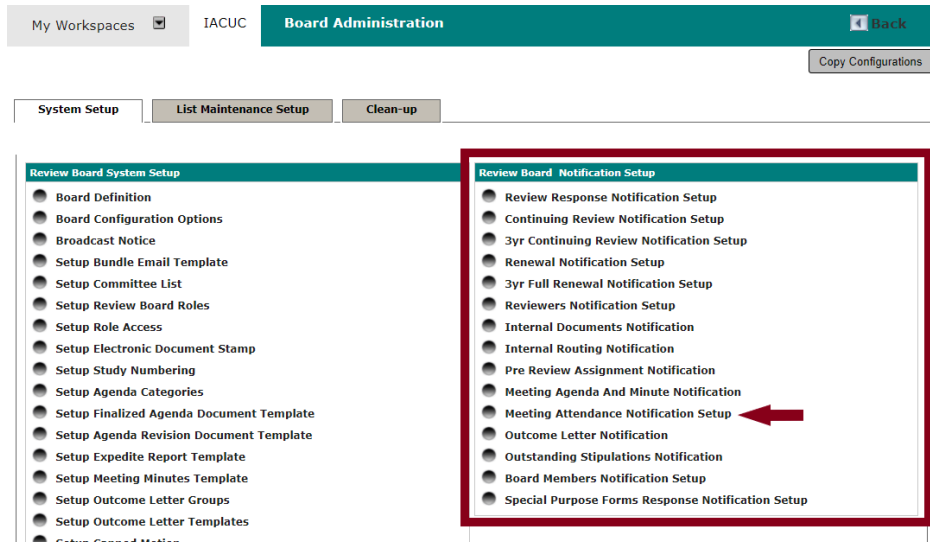 My Workspaces IACUC Board Administration Back
Copy Configurations
System Setup List Maintenance Setup Clean-up
Review Board System Setup
Board Definition
Board Configuration Options
Broadcast Notice
Setup Bundle Email Template
Setup Committee List
Setup Review Board Roles
Setup Role Access
Setup Electronic Document Stamp
Setup Study Numbering
Setup Agenda Categories
Setup Finalized Agenda Document Template
Setup Agenda Revision Document Template
Setup Expedite Report Template
Setup Meeting Minutes Template
Setup Outcome Letter Groups
Setup Outcome Letter Templates
Setup Canned Motion
Review Board Notification Setup
Review Response Notification Setup
Continuing Review Notification Setup
3yr Continuing Review Notification Setup
Renewal Notification Setup
3yr Full Renewal Notification Setup
Reviewers Notification Setup
Internal Documents Notification
Internal Routing Notification
Pre Review Assignment Notification
Meeting Agenda And Minute Notification
Meeting Attendance Notification Setup
Outcome Letter Notification
Outstanding Stipulations Notification
Board Members Notification Setup
Special Purpose Forms Response Notification Setup